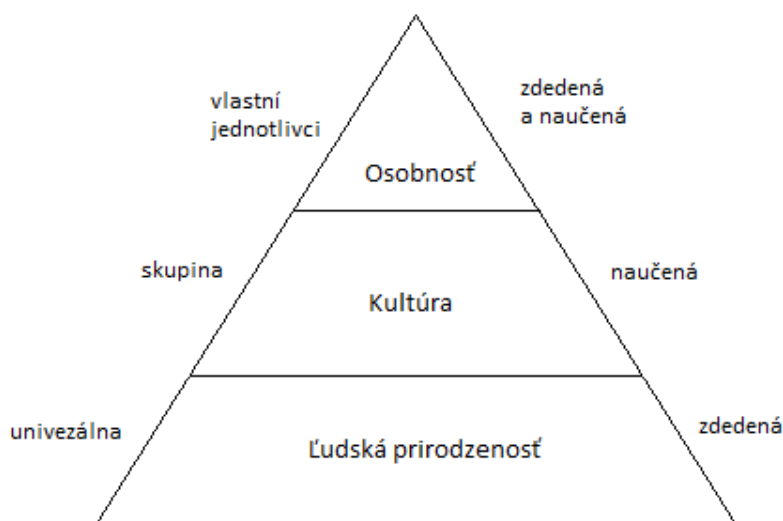 vlastní
jednotlivci
zdedená
a naučená
Osobnosť
skupina
Kultúra
naučená
univezálna
Ľudská prirodzenosť
zdedená